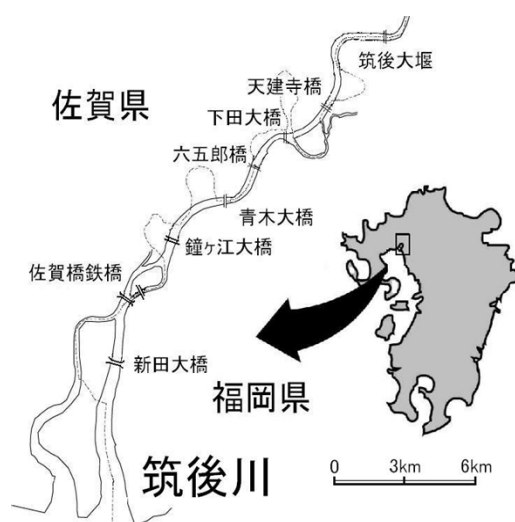 筑後大堰
天建寺橋
佐賀県
下田大橋
六五郎橋
青木大橋
鐘ヶ江大橋
佐賀橋鉄橋
新田大橋
福岡県
筑後川
0 3km 6km